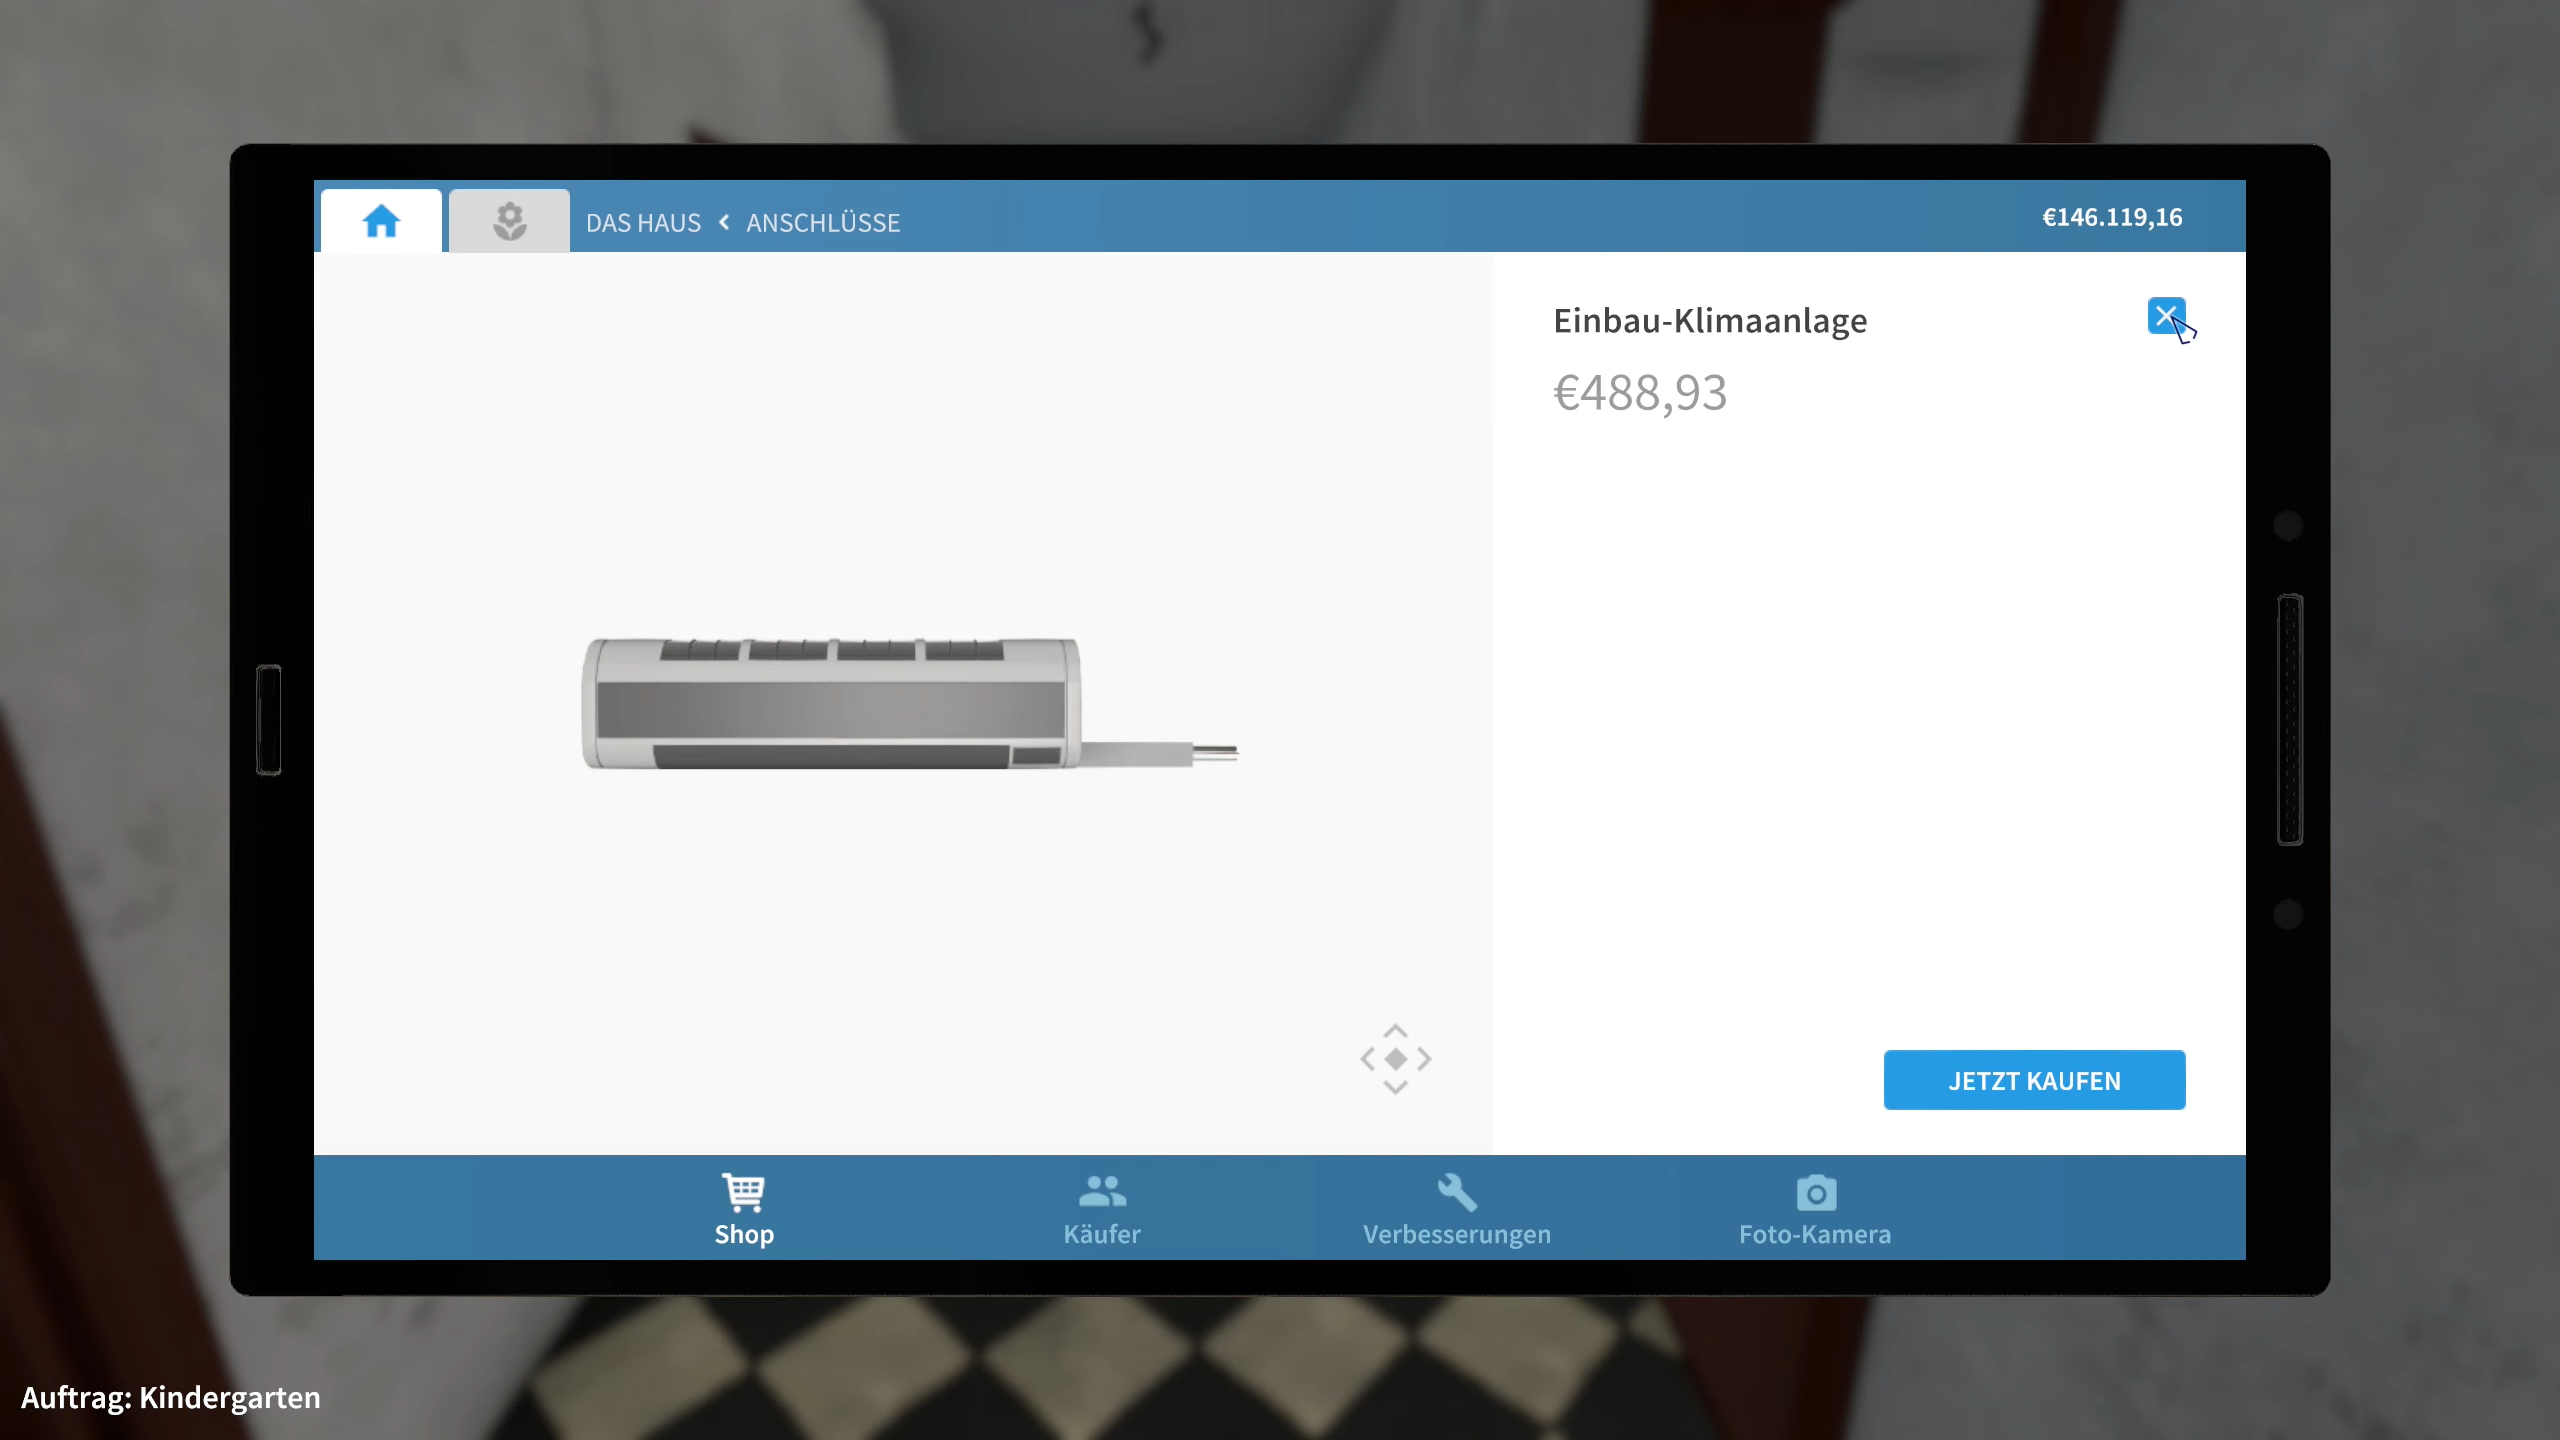 DAS HAUS < ANSCHLÜSSE
€146.119,16
Einbau-Klimaanlage
€488,93
JETZT KAUFEN
Shop
Käufer
Verbesserungen
Foto-Kamera
Auftrag: Kindergarten